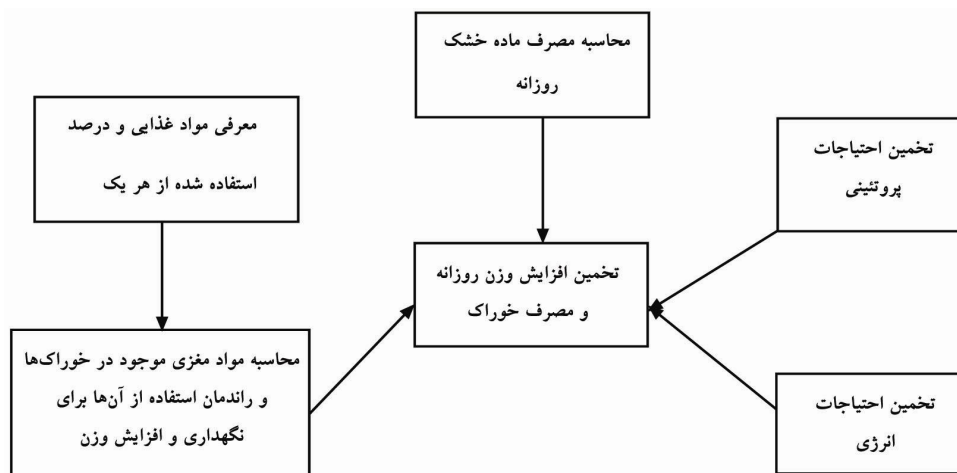 محاسبه مصرف ماده خشک
روزانه
معرفی مواد غذایی و درصد
استفاده شده از هر یک
تخمین احتیاجات
پروتئینی
تخمین افزایش وزن روزانه
و مصرف خوراک
محاسبه مواد مغزی موجود در خوراک‌ها
و راندمان استفاده از آن‌ها برای
نگهداری و افزایش وزن
تخمین احتیاجات
انرژی